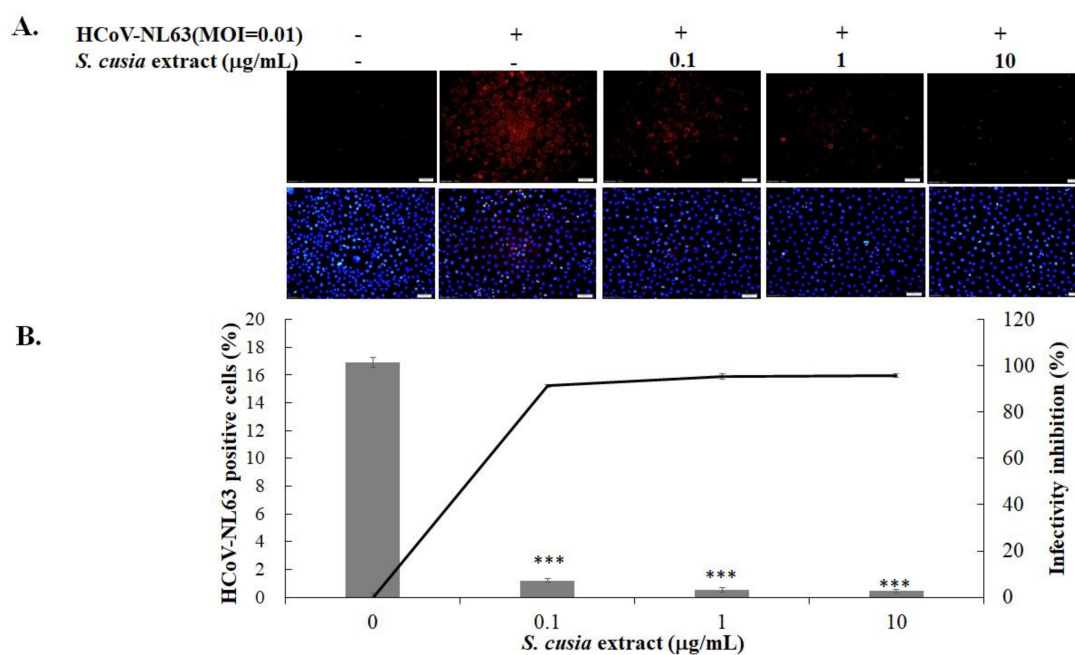 A.
HCoV-NL63(MOI=0.01) - + + + +
S. cusia extract (μg/mL) - - 0.1 1 10
B.
HCoV-NL63 positive cells (%)
20
18
16
14
12
10
8
6
4
2
0
*** *** ***
120
100
80
60
40
20
0
Infectivity inhibition (%)
0 0.1 1 10
S. cusia extract (μg/mL)